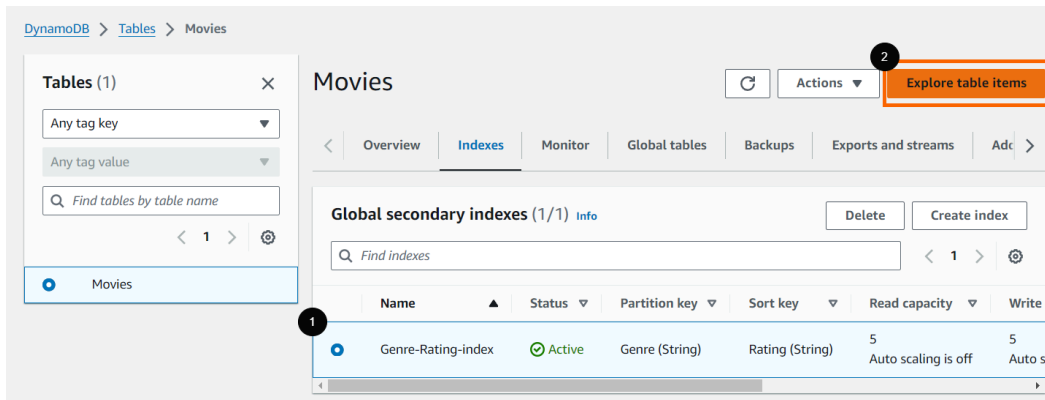 DynamoDB > Tables > Movies
Tables (1)
Any tag key
Any tag value
Find tables by table name
1
Movies
Movies
Actions
2
Explore table items
Overview Indexes Monitor Global tables Backups Exports and streams
Global secondary indexes (1/1) Info
Delete Create index
Find indexes
1
Name Status Partition key Sort key Read capacity Write
1
Genre-Rating-index Active Genre (String) Rating (String) 5 5
Auto scaling is off Auto s